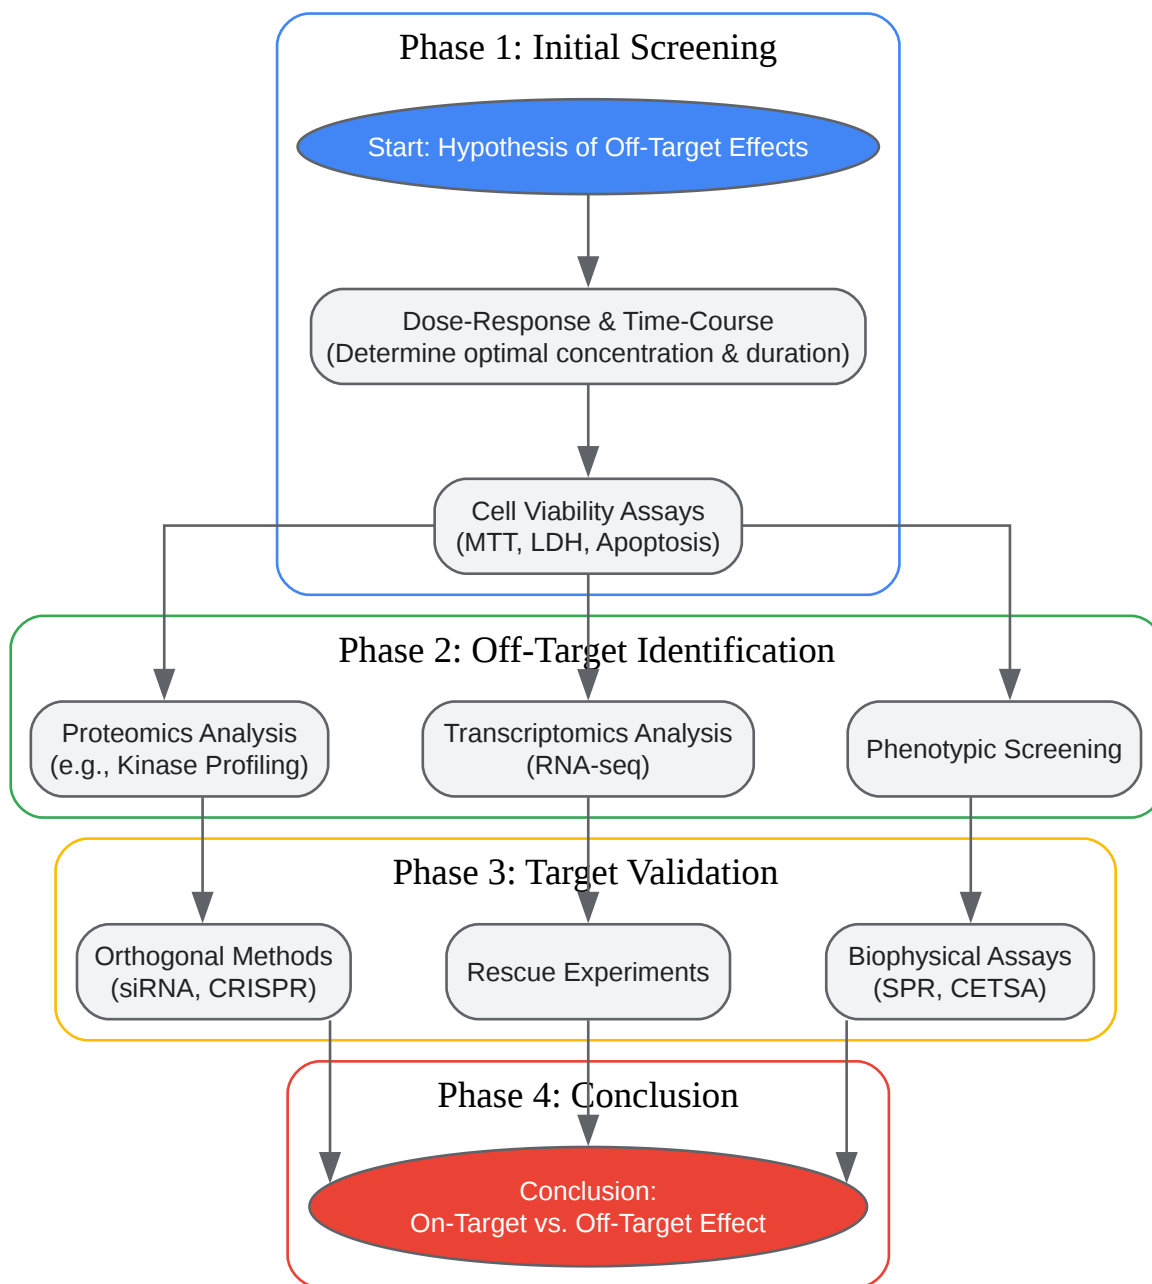 Phase 1: Initial Screening
Start: Hypothesis of Off-Target Effects
Dose-Response & Time-Course
(Determine optimal concentration & duration)
Cell Viability Assays
(MTT, LDH, Apoptosis)
Phase 2: Off-Target Identification
Proteomics Analysis
(e.g., Kinase Profiling)
Transcriptomics Analysis
(RNA-seq)
Phenotypic Screening
Phase 3: Target Validation
Orthogonal Methods
(siRNA, CRISPR)
Rescue Experiments
Biophysical Assays
(SPR, CETSA)
Phase 4: Conclusion
Conclusion:
On-Target vs. Off-Target Effect